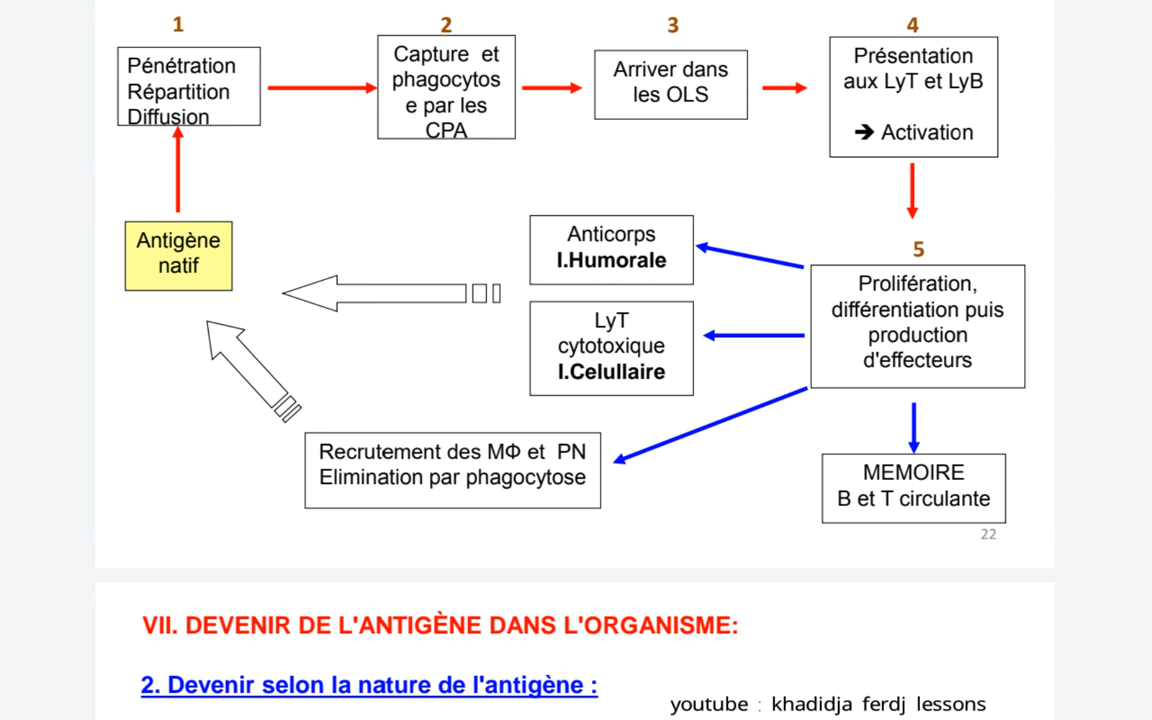 1
Pénétration
Répartition
Diffusion
2
Capture et
phagocytos
e par les
CPA
3
Arriver dans
les OLS
4
Présentation
aux LyT et LyB
➔ Activation
Antigène
natif
Anticorps
I.Humorale
LyT
cytotoxique
I.Celullaire
5
Prolifération,
différentiation puis
production
d'effecteurs
Recrutement des MΦ et PN
Elimination par phagocytose
MEMOIRE
B et T circulante
22
VII. DEVENIR DE L'ANTIGÈNE DANS L'ORGANISME:
2. Devenir selon la nature de l'antigène :
youtube : khadidja ferdj lessons